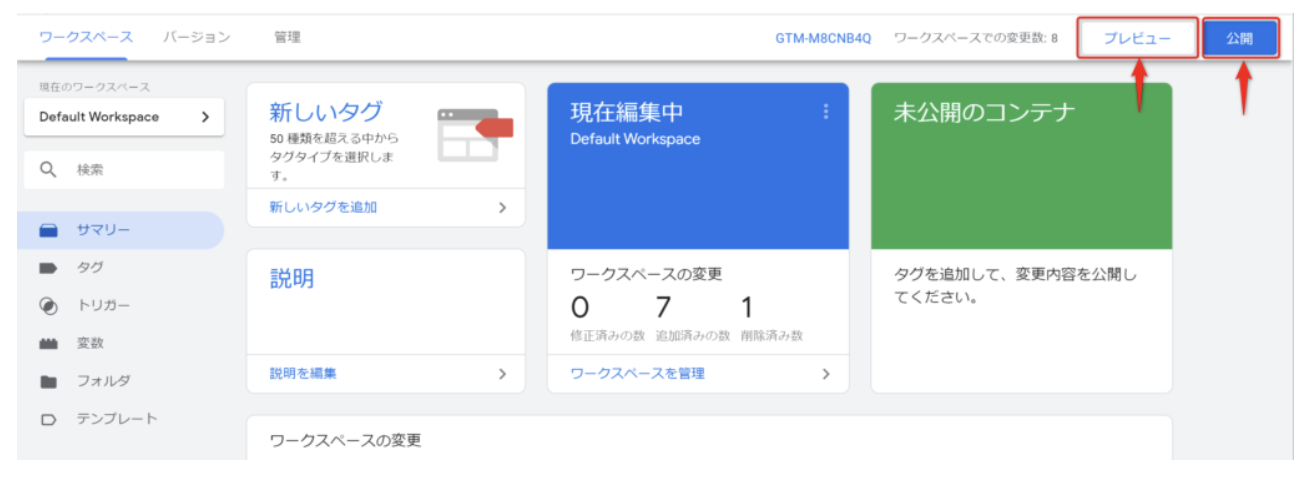 ワークスペース バージョン 管理 GTM-M8CNB4Q ワークスペースでの変更数: 8 プレビュー 公開
現在のワークスペース
Default Workspace
検索
サマリー
タグ
トリガー
変数
フォルダ
テンプレート
新しいタグ
50 種類を超える中から
タグタイプを選択しま
す。
新しいタグを追加
説明
説明を編集
現在編集中
Default Workspace
ワークスペースの変更
0 7 1
修正済みの数 追加済みの数 削除済み数
ワークスペースを管理
未公開のコンテナ
タグを追加して、変更内容を公開し
てください。
ワークスペースの変更